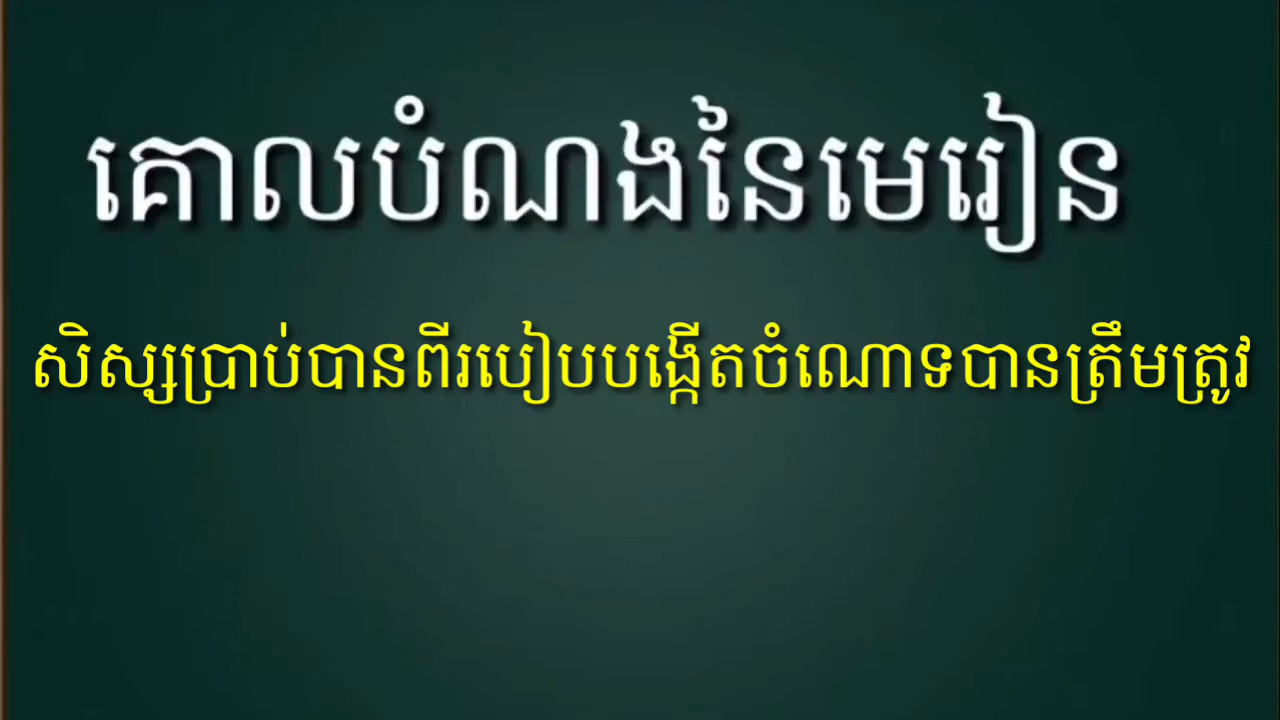 គោលបំណងនៃមេរៀន
សិស្សប្រាប់បានពីរបៀបបង្កើតចំណោទបានត្រឹមត្រូវ